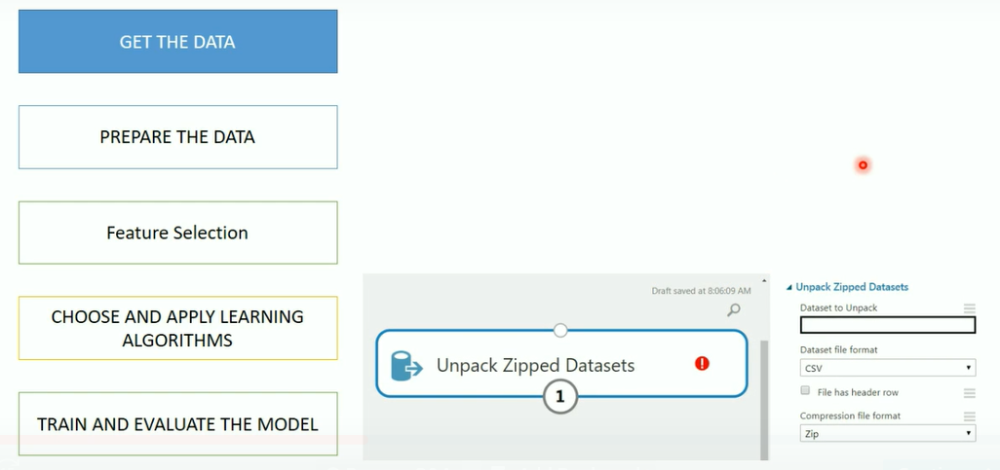 GET THE DATA
PREPARE THE DATA
Feature Selection
CHOOSE AND APPLY LEARNING
ALGORITHMS
TRAIN AND EVALUATE THE MODEL
Draft saved at 8:06:09 AM
Unpack Zipped Datasets
1
Unpack Zipped Datasets
Dataset to Unpack
Dataset file format
CSV
File has header row
Compression file format
Zip